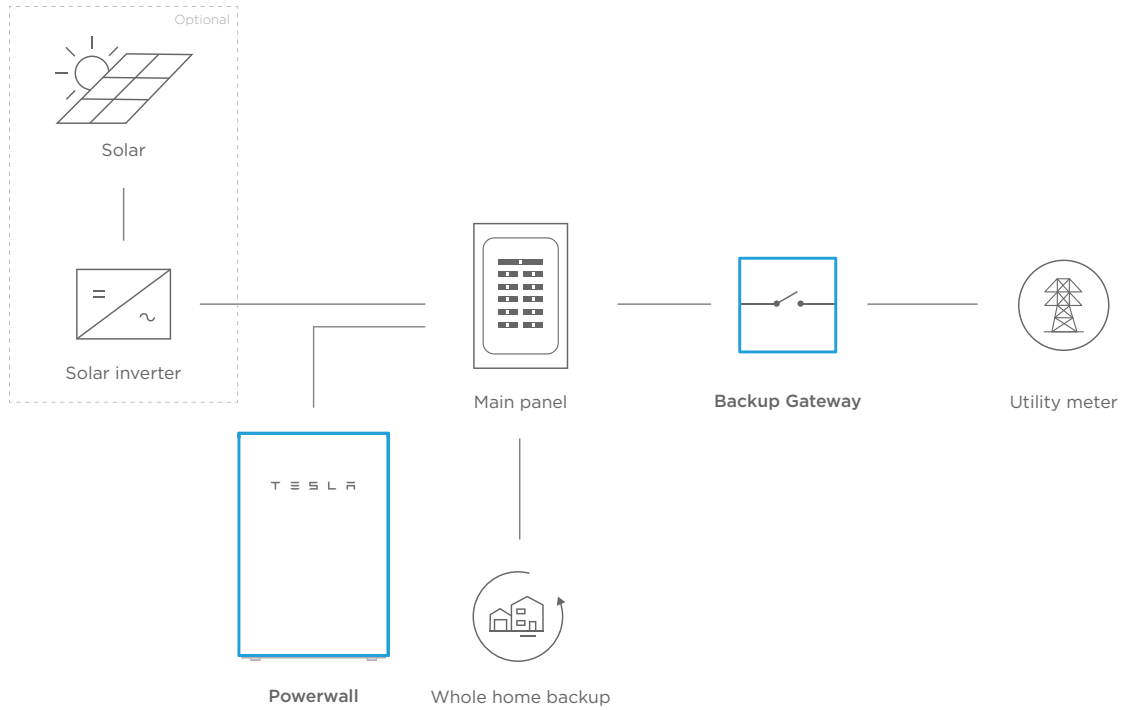 Optional
Solar
Solar inverter
Main panel
Backup Gateway
Utility meter
TESLA
Powerwall
Whole home backup